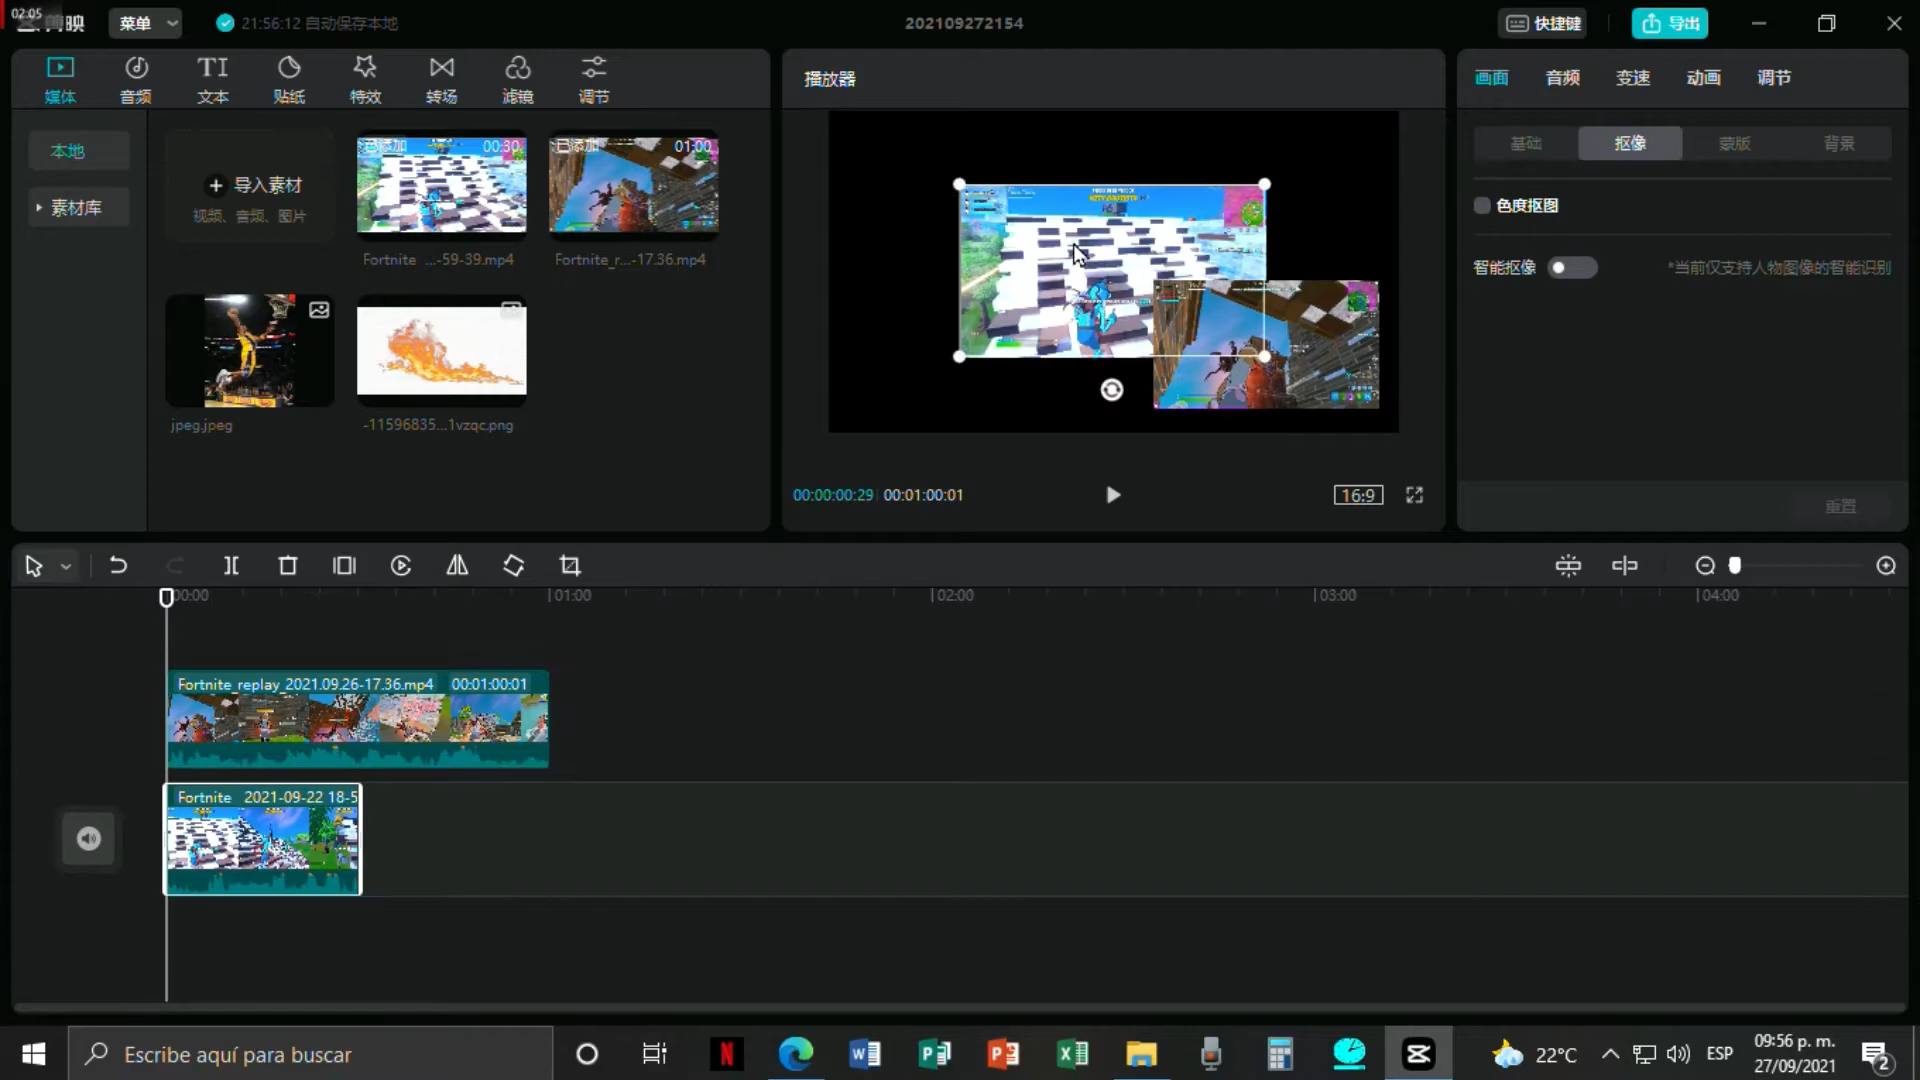 02:05
剪映
菜单
21:56:12 自动保存本地
202109272154
快捷键
导出
媒体
音频
文本
贴纸
特效
转场
滤镜
调节
播放器
画面
音频
变速
动画
调节
本地
素材库
导入素材
视频、音频、图片
已添加
00:30
已添加
01:00
Fortnite ...-59-39.mp4
Fortnite_r...-17.36.mp4
jpeg.jpeg
-11596835...1vzqc.png
基础
抠像
蒙版
背景
色度抠图
智能抠像
*当前仅支持人物图像的智能识别
重置
00:00:00:29
00:01:00:01
16:9
00:00
01:00
02:00
03:00
04:00
Fortnite_replay_2021.09.26-17.36.mp4 00:01:00:01
Fortnite 2021-09-22 18-5
Escribe aquí para buscar
22°C
ESP
09:56 p. m.
27/09/2021
2